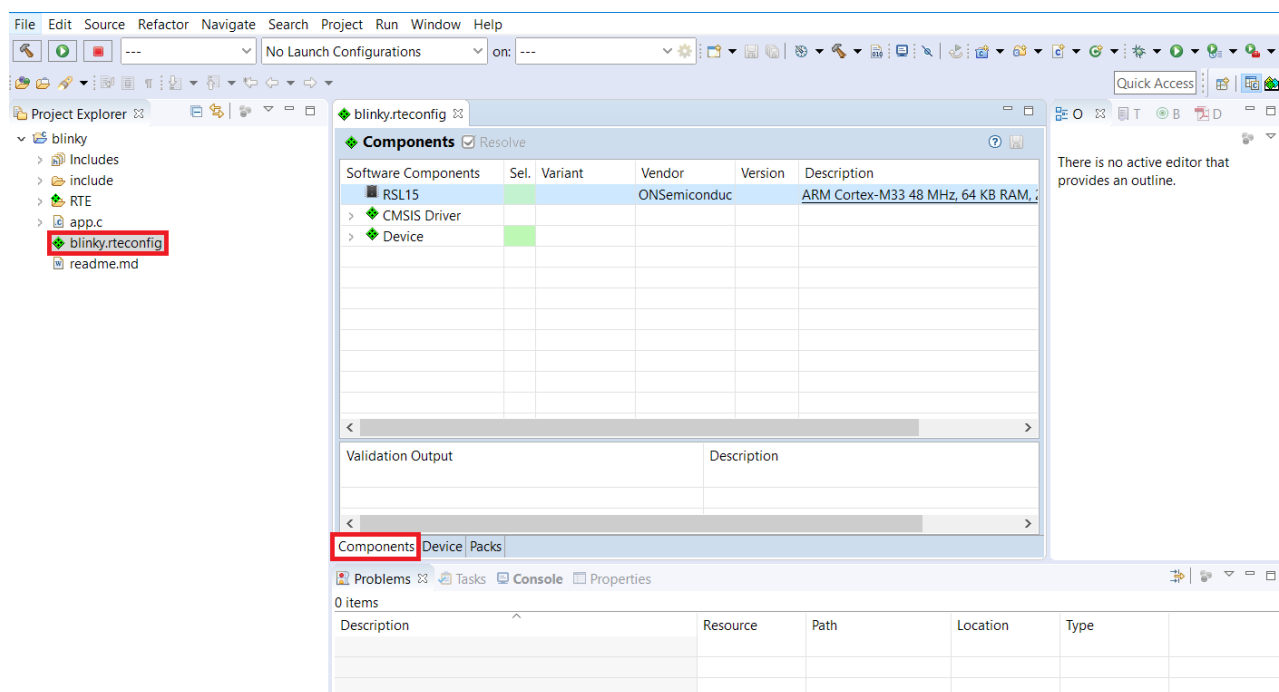 File Edit Source Refactor Navigate Search Project Run Window Help
--- No Launch Configurations on: ---
Quick Access
Project Explorer blinky.rteconfig O T B D
blinky Components Resolve
Includes
include
RTE
app.c
blinky.rteconfig
readme.md
Software Components Sel. Variant Vendor Version Description
RSL15 ONSemiconduc ARM Cortex-M33 48 MHz, 64 KB RAM,
CMSIS Driver
Device
There is no active editor that
provides an outline.
Validation Output Description
Components Device Packs
Problems Tasks Console Properties
0 items
Description Resource Path Location Type